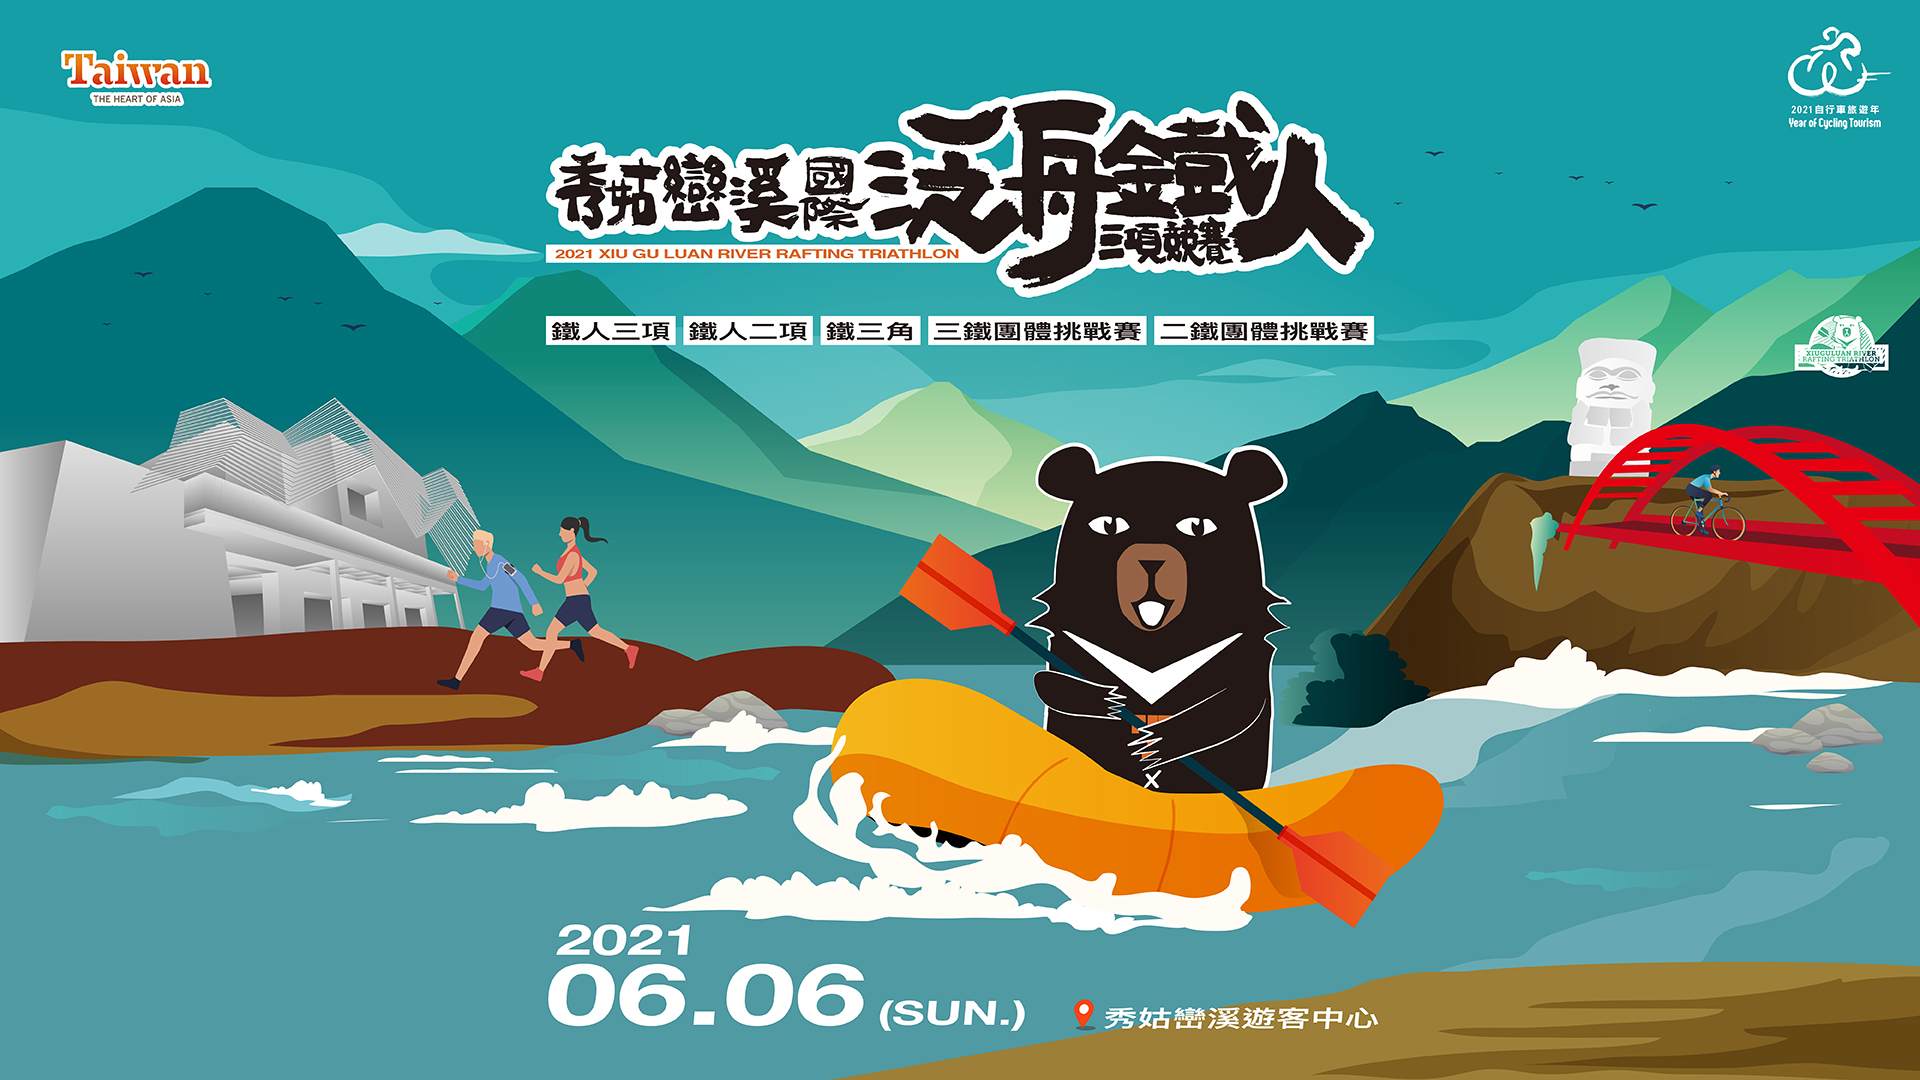 Taiwan
THE HEART OF ASIA
2021自行車旅遊年
Year of Cycling Tourism
秀姑巒溪國際泛舟鐵人三項競賽
2021 XIU GU LUAN RIVER RAFTING TRIATHLON
鐵人三項 鐵人二項 鐵三角 三鐵團體挑戰賽 二鐵團體挑戰賽
XIUGULUAN RIVER
RAFTING TRIATHLON
2021
06.06 (SUN.)
秀姑巒溪遊客中心